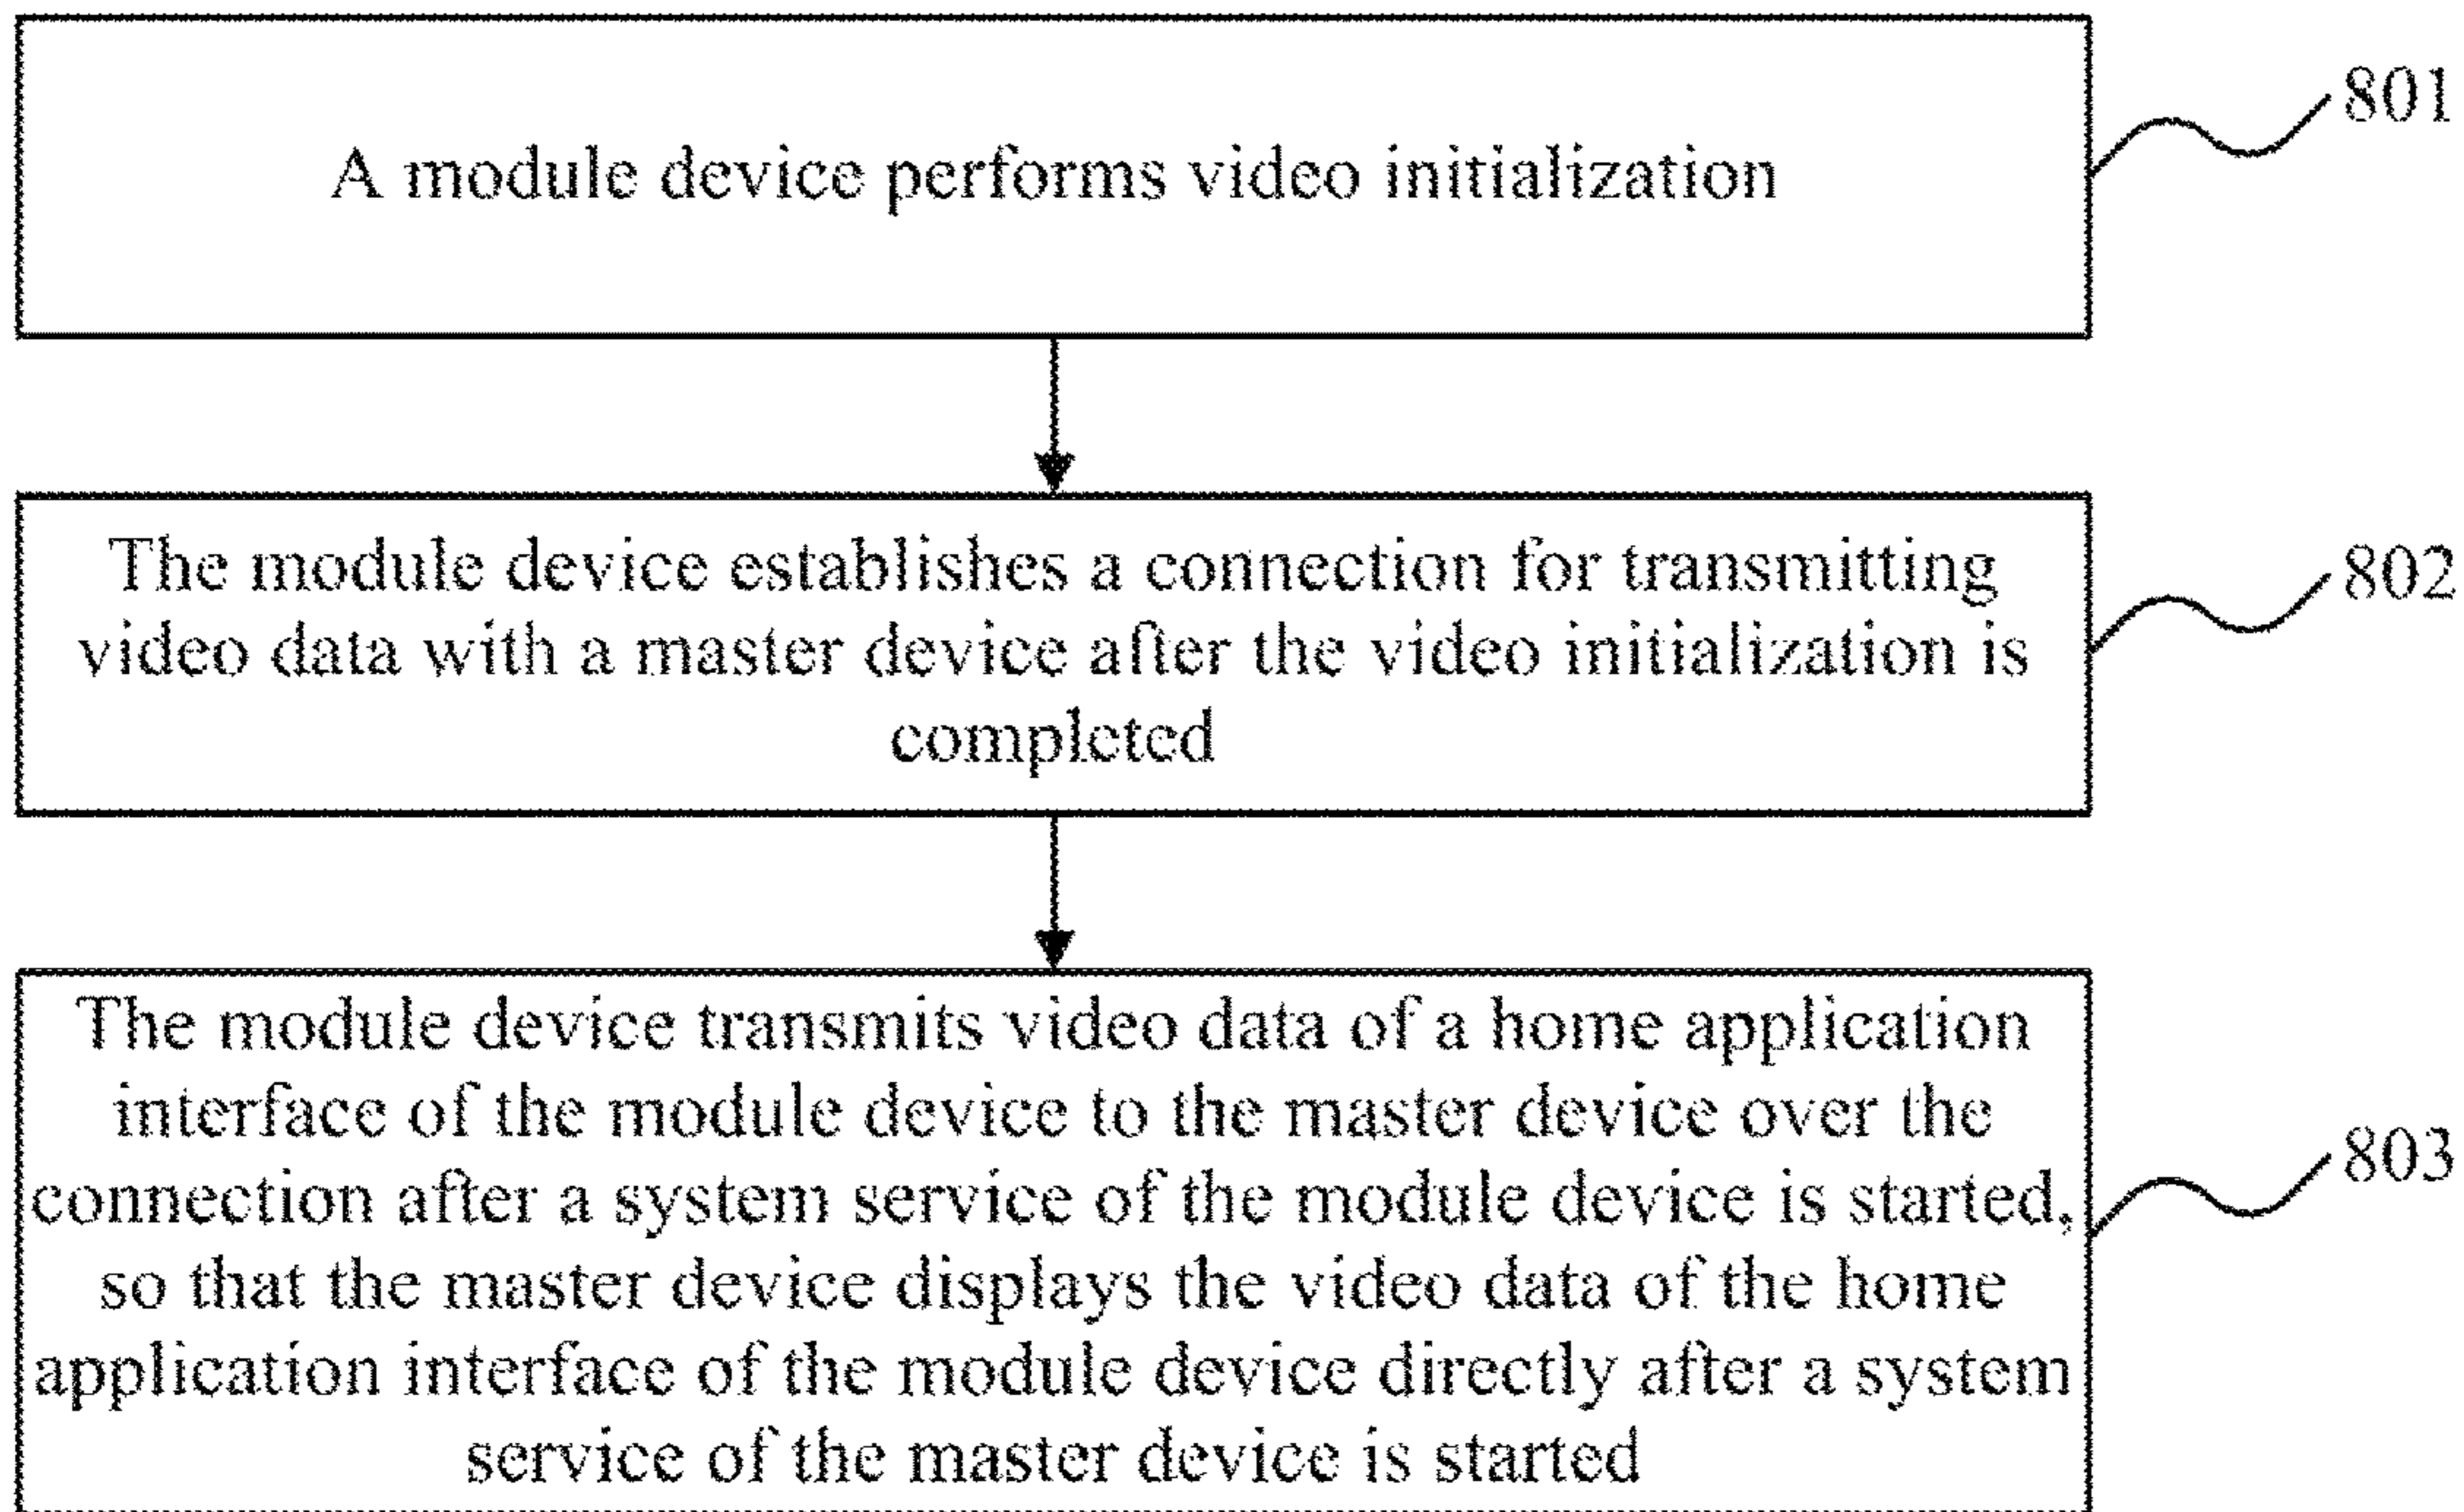 A module device performs video initialization
801
The module device establishes a connection for transmitting
video data with a master device after the video initialization is
completed
802
The module device transmits video data of a home application
interface of the module device to the master device over the
connection after a system service of the module device is started,
so that the master device displays the video data of the home
application interface of the module device directly after a system
service of the master device is started
803